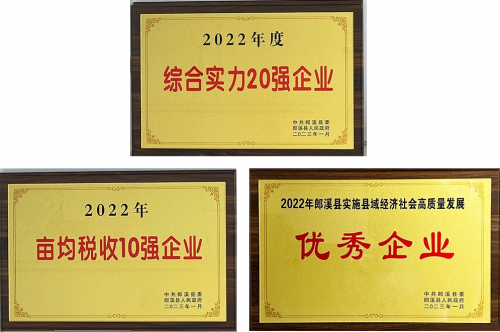 2022年度
综合实力20强企业
中共郎溪县委
郎溪县人民政府
二〇二三年一月
2022年
亩均税收10强企业
中共郎溪县委
郎溪县人民政府
二〇二三年一月
2022年郎溪县实施县域经济社会高质量发展
优秀企业
中共郎溪县委
郎溪县人民政府
二〇二三年一月